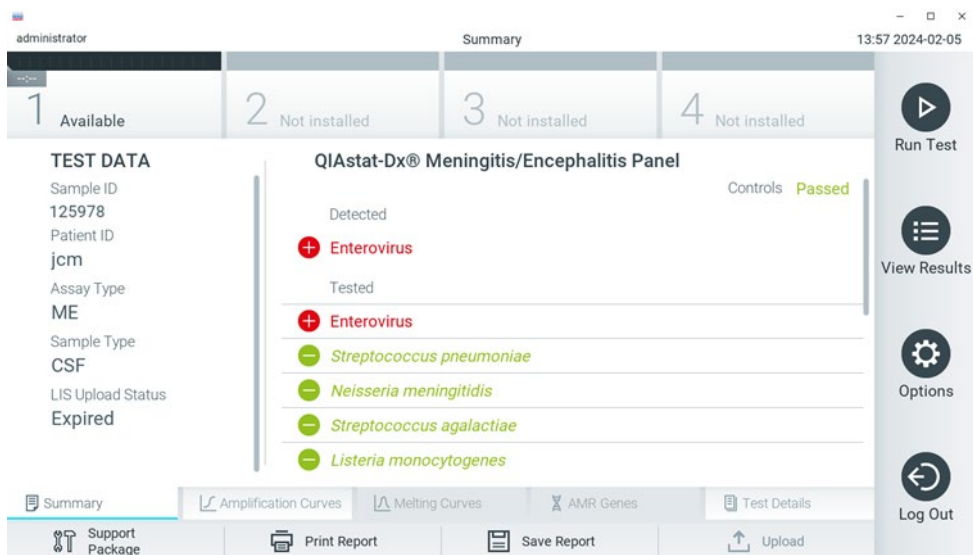 administrator
Summary
13:57 2024-02-05
--:--
1 Available
2 Not installed
3 Not installed
4 Not installed
TEST DATA
Sample ID
125978
Patient ID
jcm
Assay Type
ME
Sample Type
CSF
LIS Upload Status
Expired
QIAstat-Dx® Meningitis/Encephalitis Panel
Controls Passed
Detected
Enterovirus
Tested
Enterovirus
Streptococcus pneumoniae
Neisseria meningitidis
Streptococcus agalactiae
Listeria monocytogenes
Run Test
View Results
Options
Log Out
Summary
Amplification Curves
Melting Curves
AMR Genes
Test Details
Support
Package
Print Report
Save Report
Upload